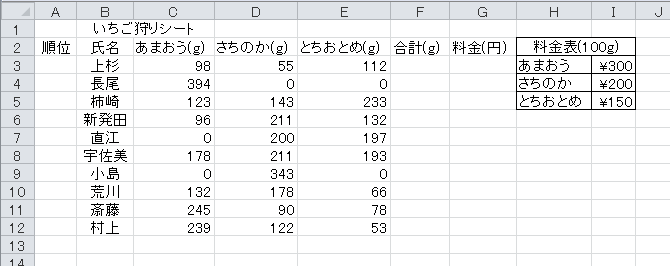 A B C D E F G H I J
1 いちご狩りシート
2 順位 氏名 あまおう(g) さちのか(g) とちおとめ(g) 合計(g) 料金(円) 料金表(100g)
3 上杉 98 55 112 あまおう ¥300
4 長尾 394 0 0 さちのか ¥200
5 柿崎 123 143 233 とちおとめ ¥150
6 新発田 96 211 132
7 直江 0 200 197
8 宇佐美 178 211 193
9 小島 0 343 0
10 荒川 132 178 66
11 斎藤 245 90 78
12 村上 239 122 53
13
14